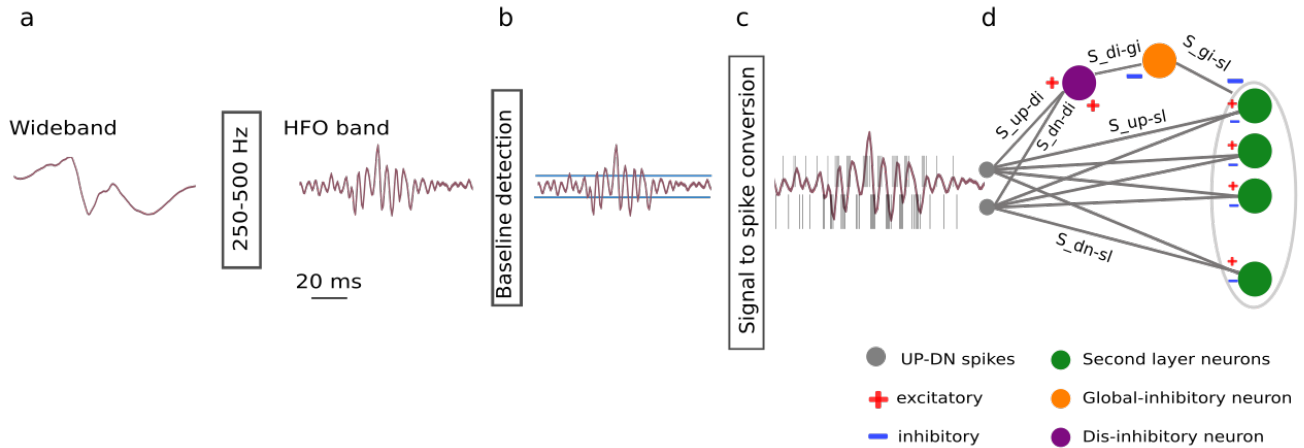 a
b
c
d
Wideband
250-500 Hz
HFO band
20 ms
Baseline detection
Signal to spike conversion
S_di-gi
S_gi-sl
S_up-di
S_dn-di
S_up-sl
S_dn-sl
UP-DN spikes
excitatory
inhibitory
Second layer neurons
Global-inhibitory neuron
Dis-inhibitory neuron